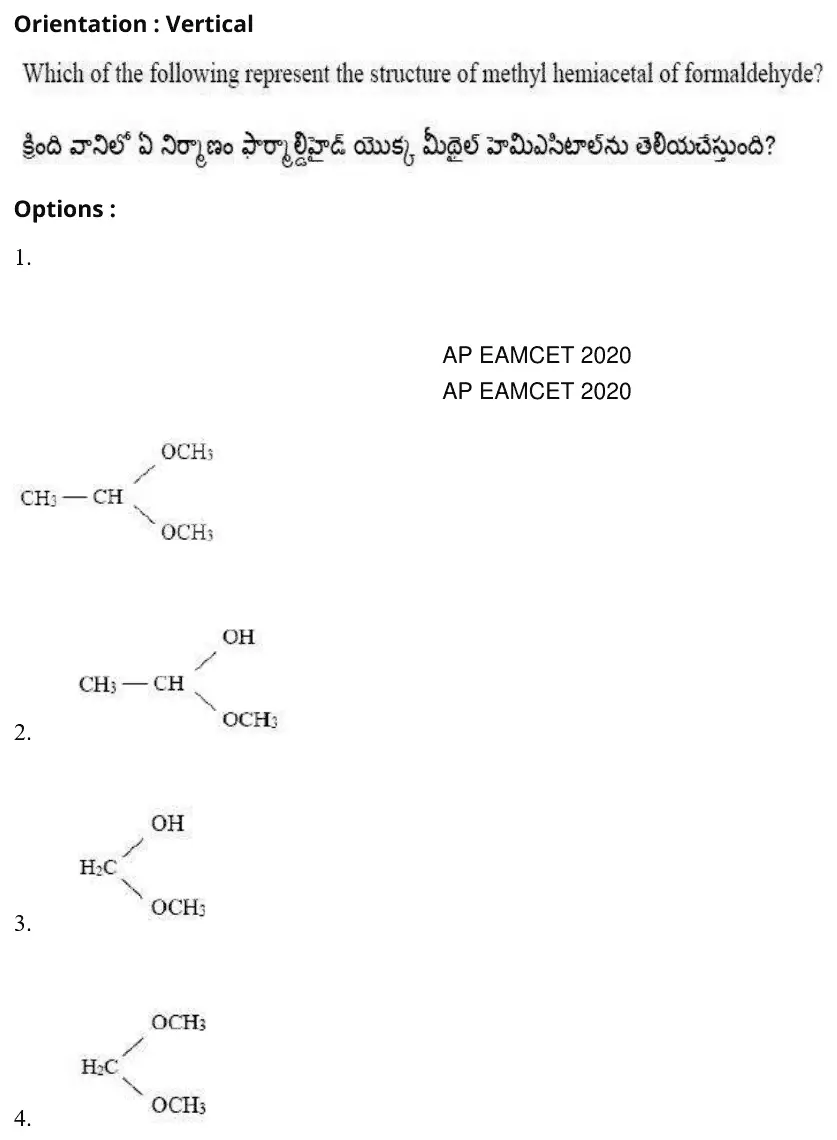 Orientation : Vertical
Which of the following represent the structure of methyl hemiacetal of formaldehyde?
క్రింది వానిలో ఏ నిర్మాణం ఫార్మాల్డిహైడ్ యొక్క మీథైల్ హెమిఎసిటాల్‌ను తెలియచేస్తుంది?
Options :
1.
AP EAMCET 2020
AP EAMCET 2020
OCH₃
CH₃ — CH
OCH₃
OH
CH₃ — CH
OCH₃
2.
OH
H₂C
OCH₃
3.
OCH₃
H₂C
OCH₃
4.